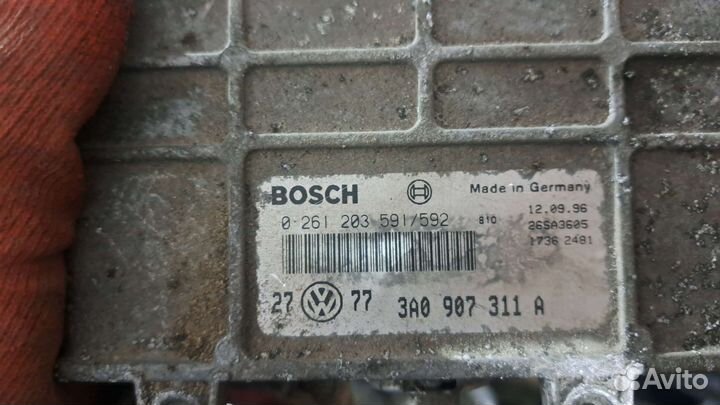 BOSCH Made in Germany
0 261 203 591/592 810 12.09.96
26SA3605
1736 2481
27 VW 77 3A0 907 311 A
Avito